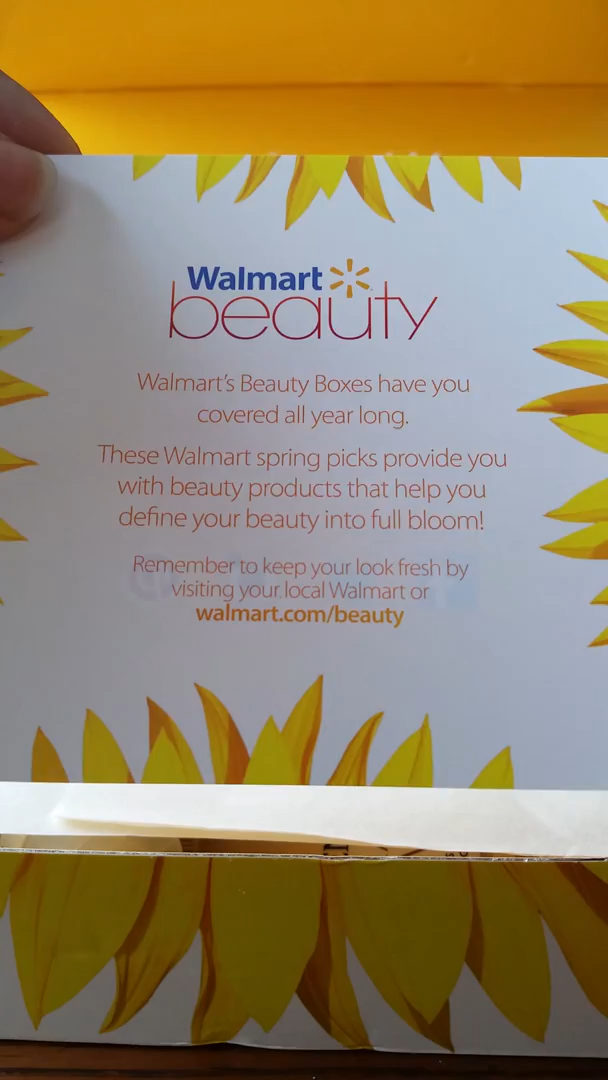 Walmart
beauty
Walmart's Beauty Boxes have you
covered all year long.
These Walmart spring picks provide you
with beauty products that help you
define your beauty into full bloom!
Remember to keep your look fresh by
visiting your local Walmart or
walmart.com/beauty